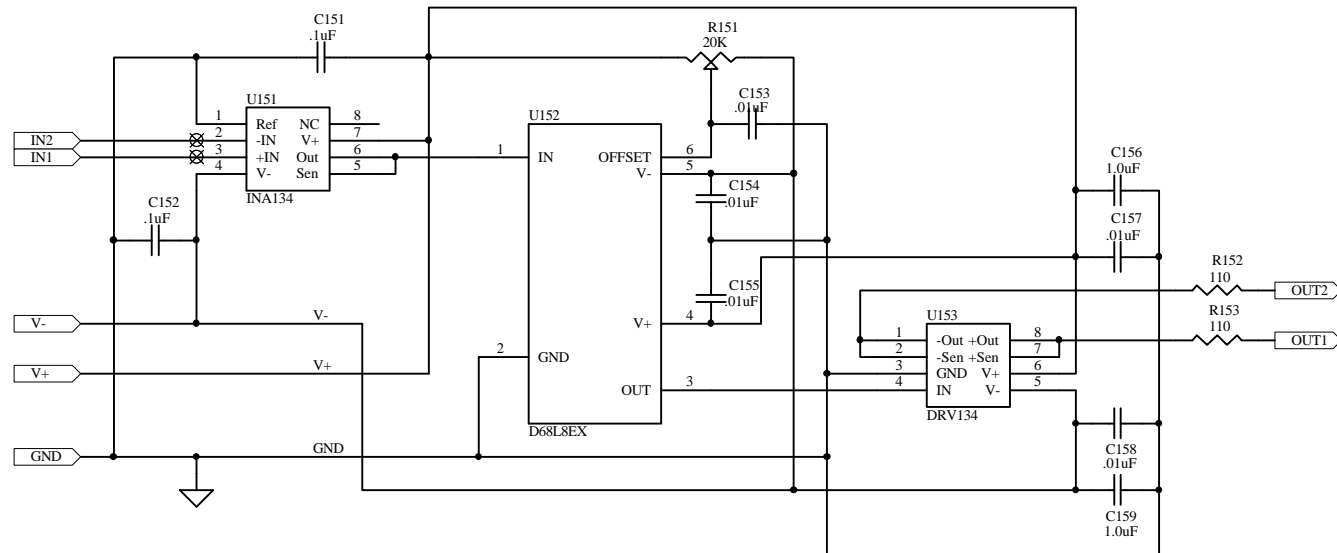 C151
.1uF
R151
20K
C153
.01uF
U151
1 Ref NC 8
2 -IN V+ 7
3 +IN Out 6
4 V- Sen 5
INA134
IN2
IN1
U152
1 IN
OFFSET 6
V- 5
V+ 4
2 GND
OUT 3
D68L8EX
C152
.1uF
C154
.01uF
C155
.01uF
C156
1.0uF
C157
.01uF
R152
110
OUT2
R153
110
OUT1
V- V-
V+ V+
GND GND
U153
1 -Out +Out 8
2 -Sen +Sen 7
3 GND V+ 6
4 IN V- 5
DRV134
C158
.01uF
C159
1.0uF